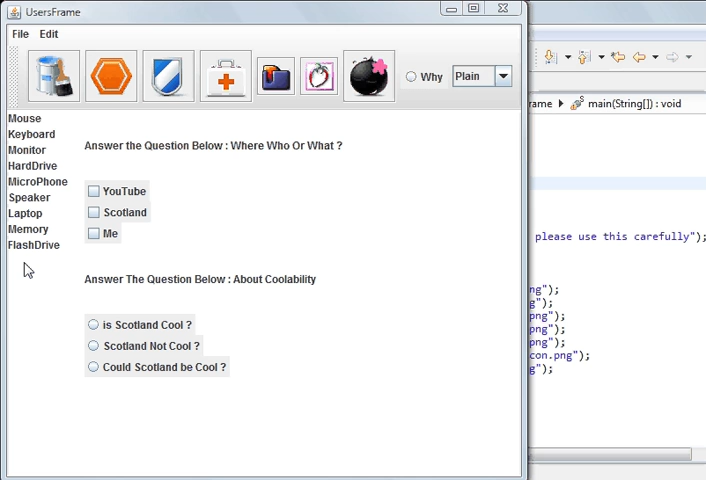 UsersFrame
File Edit
Why Plain
ame main(String[]) : void
Mouse
Keyboard
Monitor
HardDrive
MicroPhone
Speaker
Laptop
Memory
FlashDrive
Answer the Question Below : Where Who Or What ?
YouTube
Scotland
Me
Answer The Question Below : About Coolability
is Scotland Cool ?
Scotland Not Cool ?
Could Scotland be Cool ?
please use this carefully");
ng");
g");
png");
png");
png");
con.png");
g");